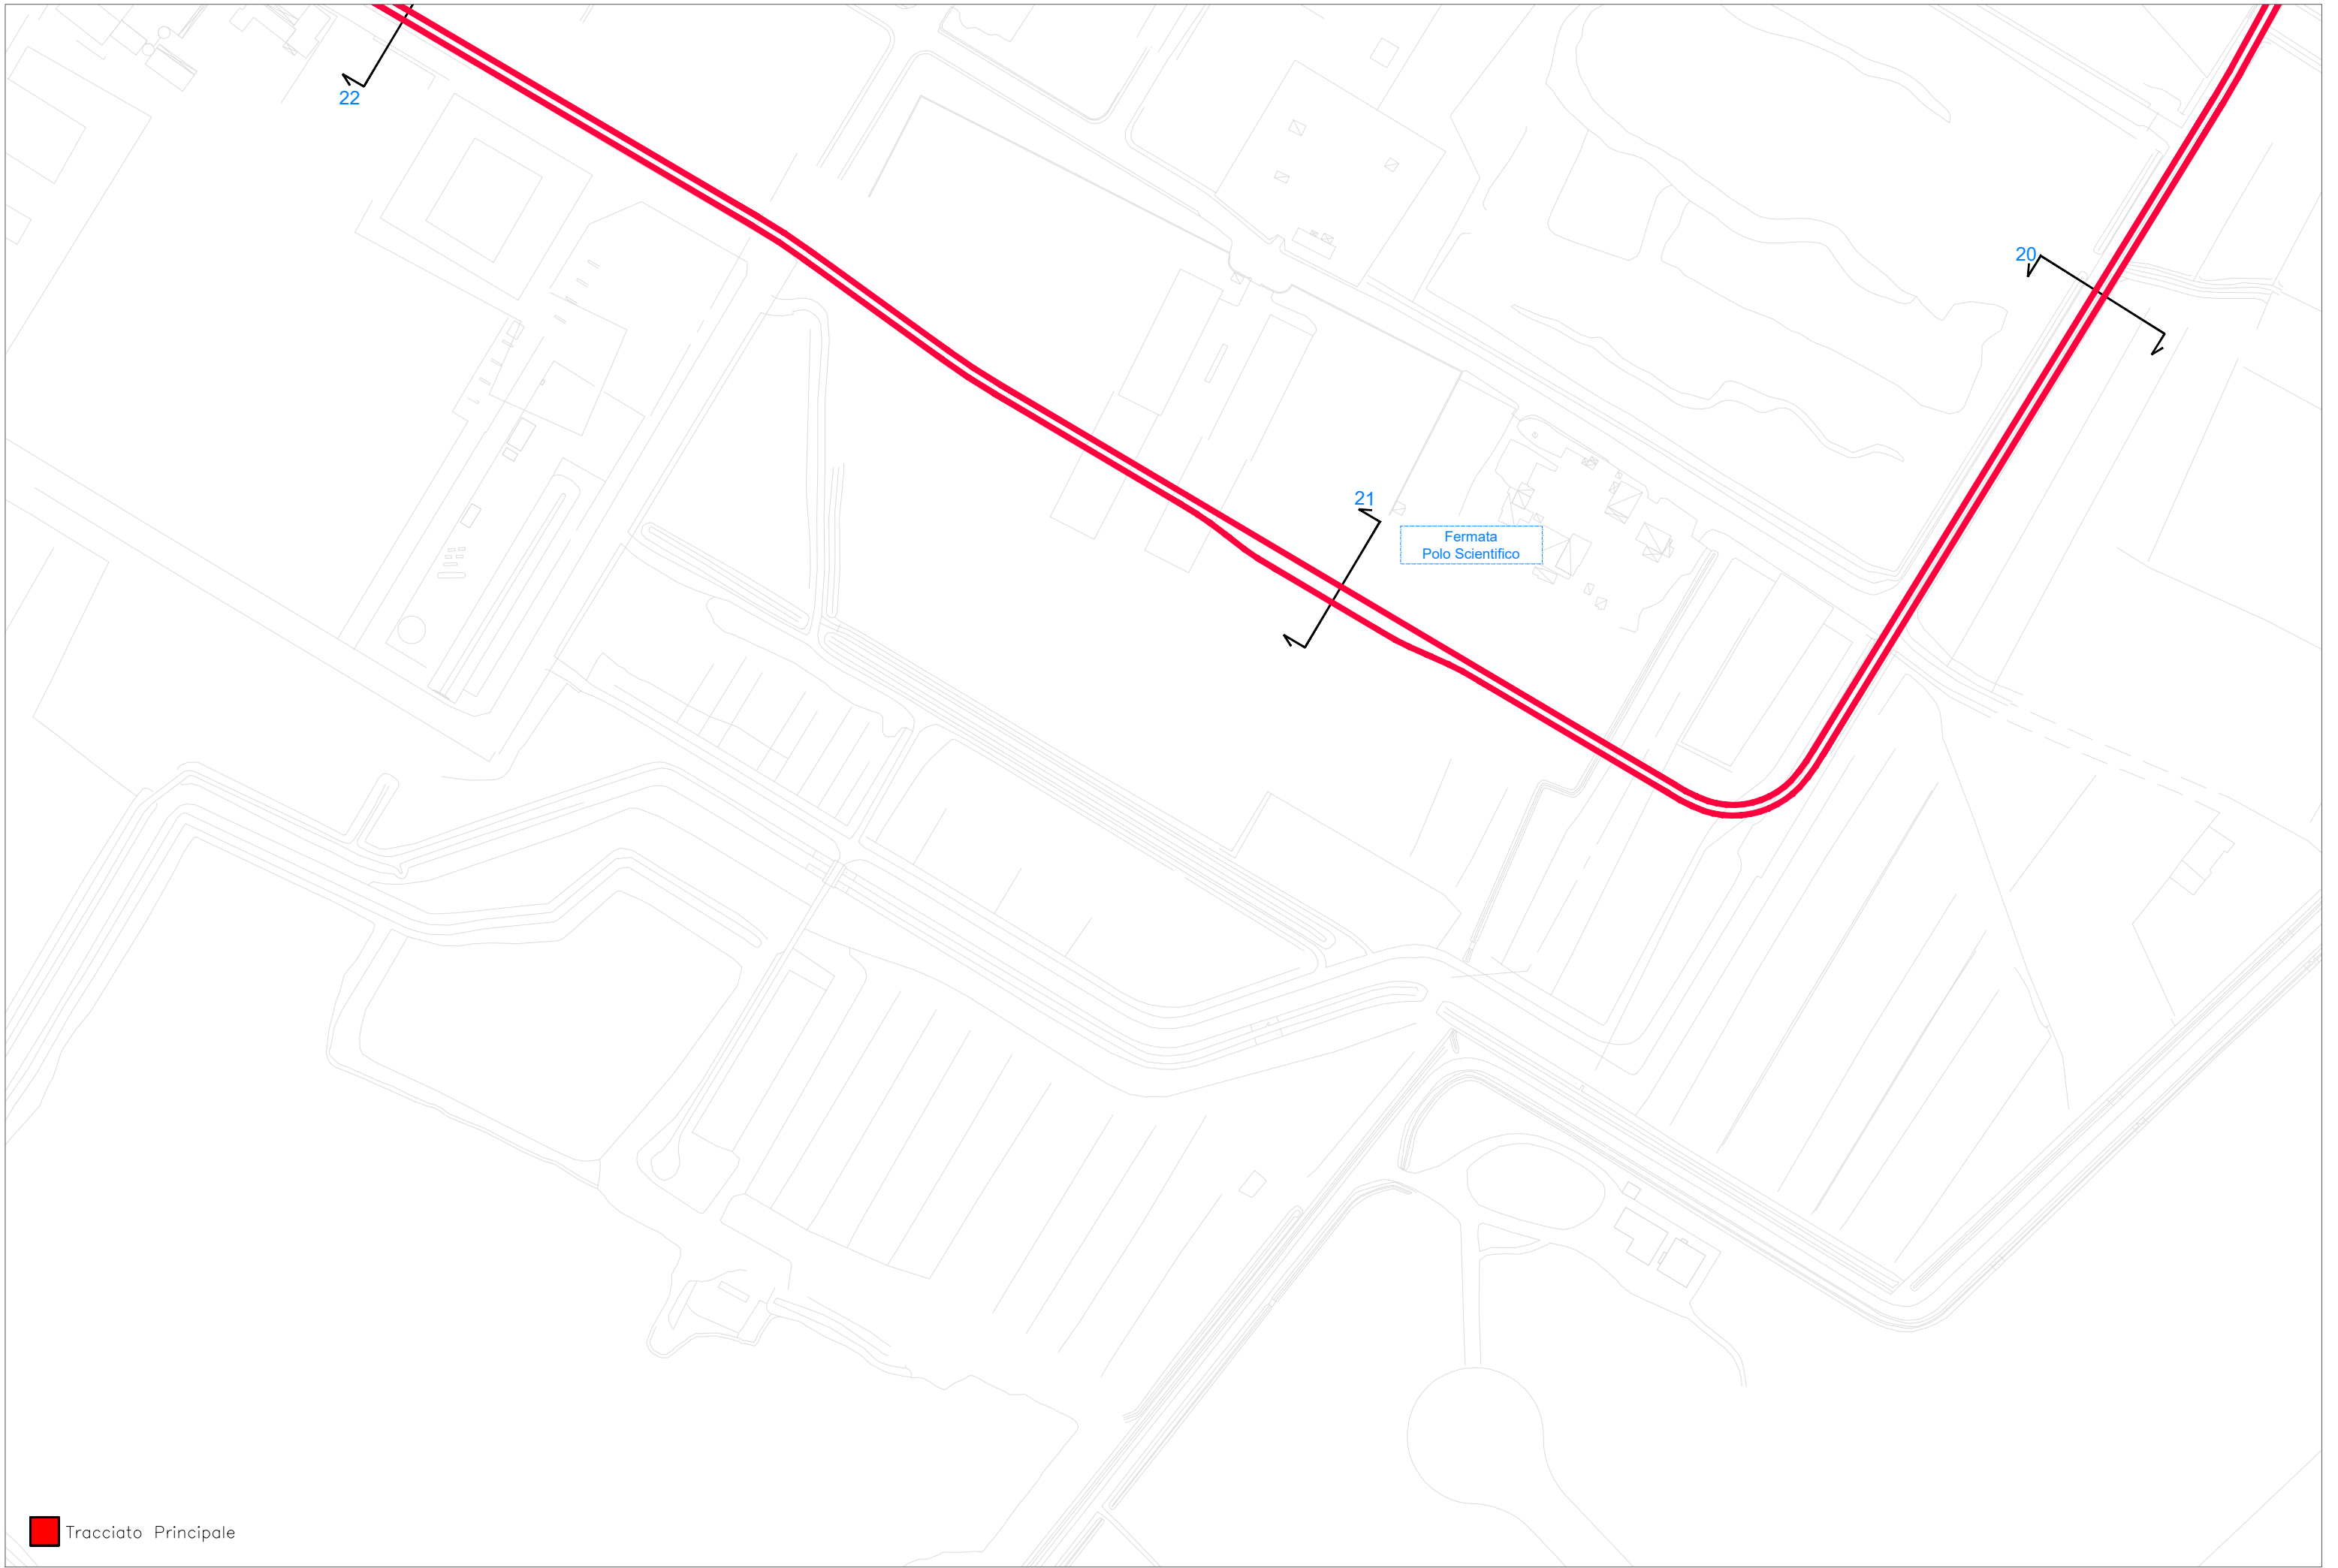 22
20
21
Fermata
Polo Scientifico
Tracciato Principale